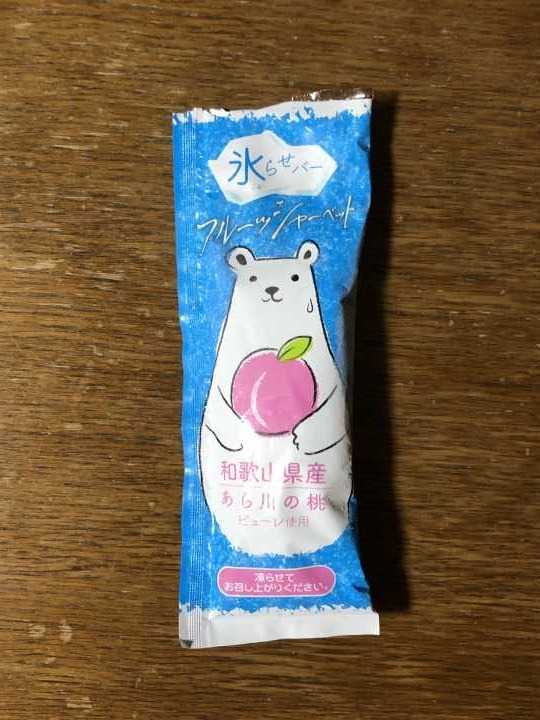 氷らせバー
フルーツシャーベット
和歌山県産
あら川の桃
ピューレ使用
凍らせて
お召し上がりください。